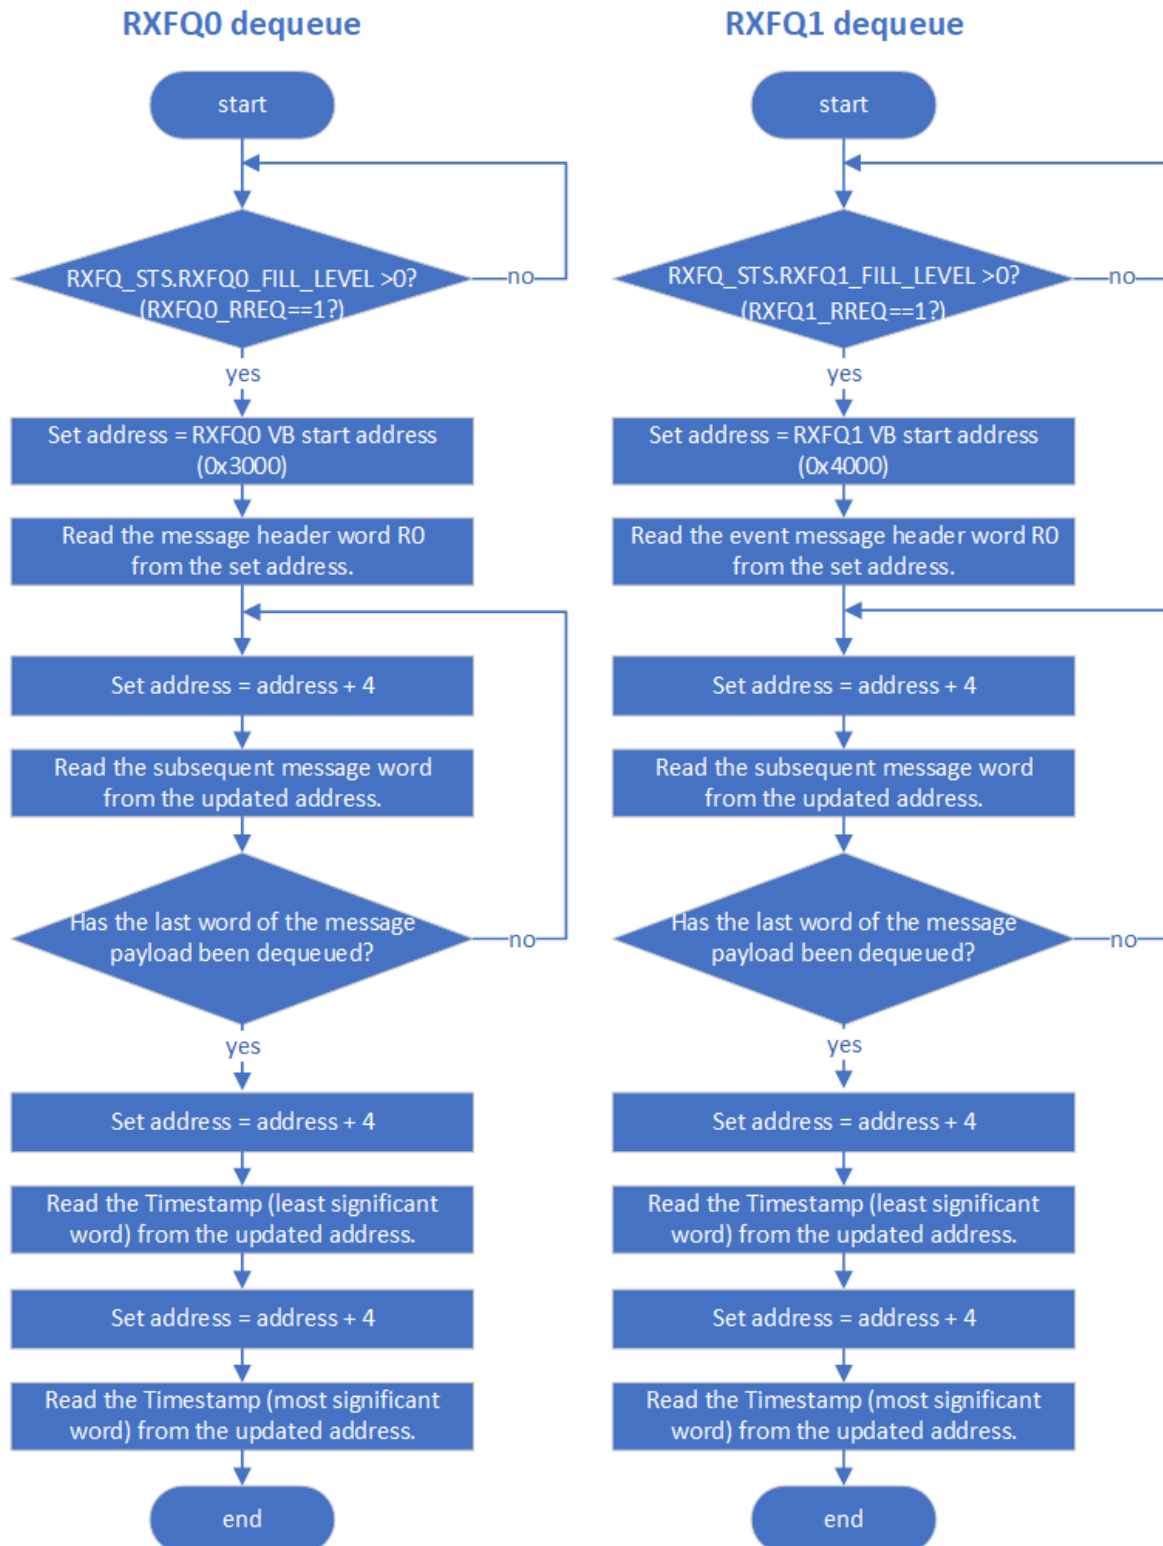 RXFQ0 dequeue
start
RXFQ_STS.RXFQ0_FILL_LEVEL >0?
(RXFQ0_RREQ==1?)
no
yes
Set address = RXFQ0 VB start address
(0x3000)
Read the message header word R0
from the set address.
Set address = address + 4
Read the subsequent message word
from the updated address.
Has the last word of the message
payload been dequeued?
no
yes
Set address = address + 4
Read the Timestamp (least significant
word) from the updated address.
Set address = address + 4
Read the Timestamp (most significant
word) from the updated address.
end
RXFQ1 dequeue
start
RXFQ_STS.RXFQ1_FILL_LEVEL >0?
(RXFQ1_RREQ==1?)
no
yes
Set address = RXFQ1 VB start address
(0x4000)
Read the event message header word R0
from the set address.
Set address = address + 4
Read the subsequent message word
from the updated address.
Has the last word of the message
payload been dequeued?
no
yes
Set address = address + 4
Read the Timestamp (least significant
word) from the updated address.
Set address = address + 4
Read the Timestamp (most significant
word) from the updated address.
end